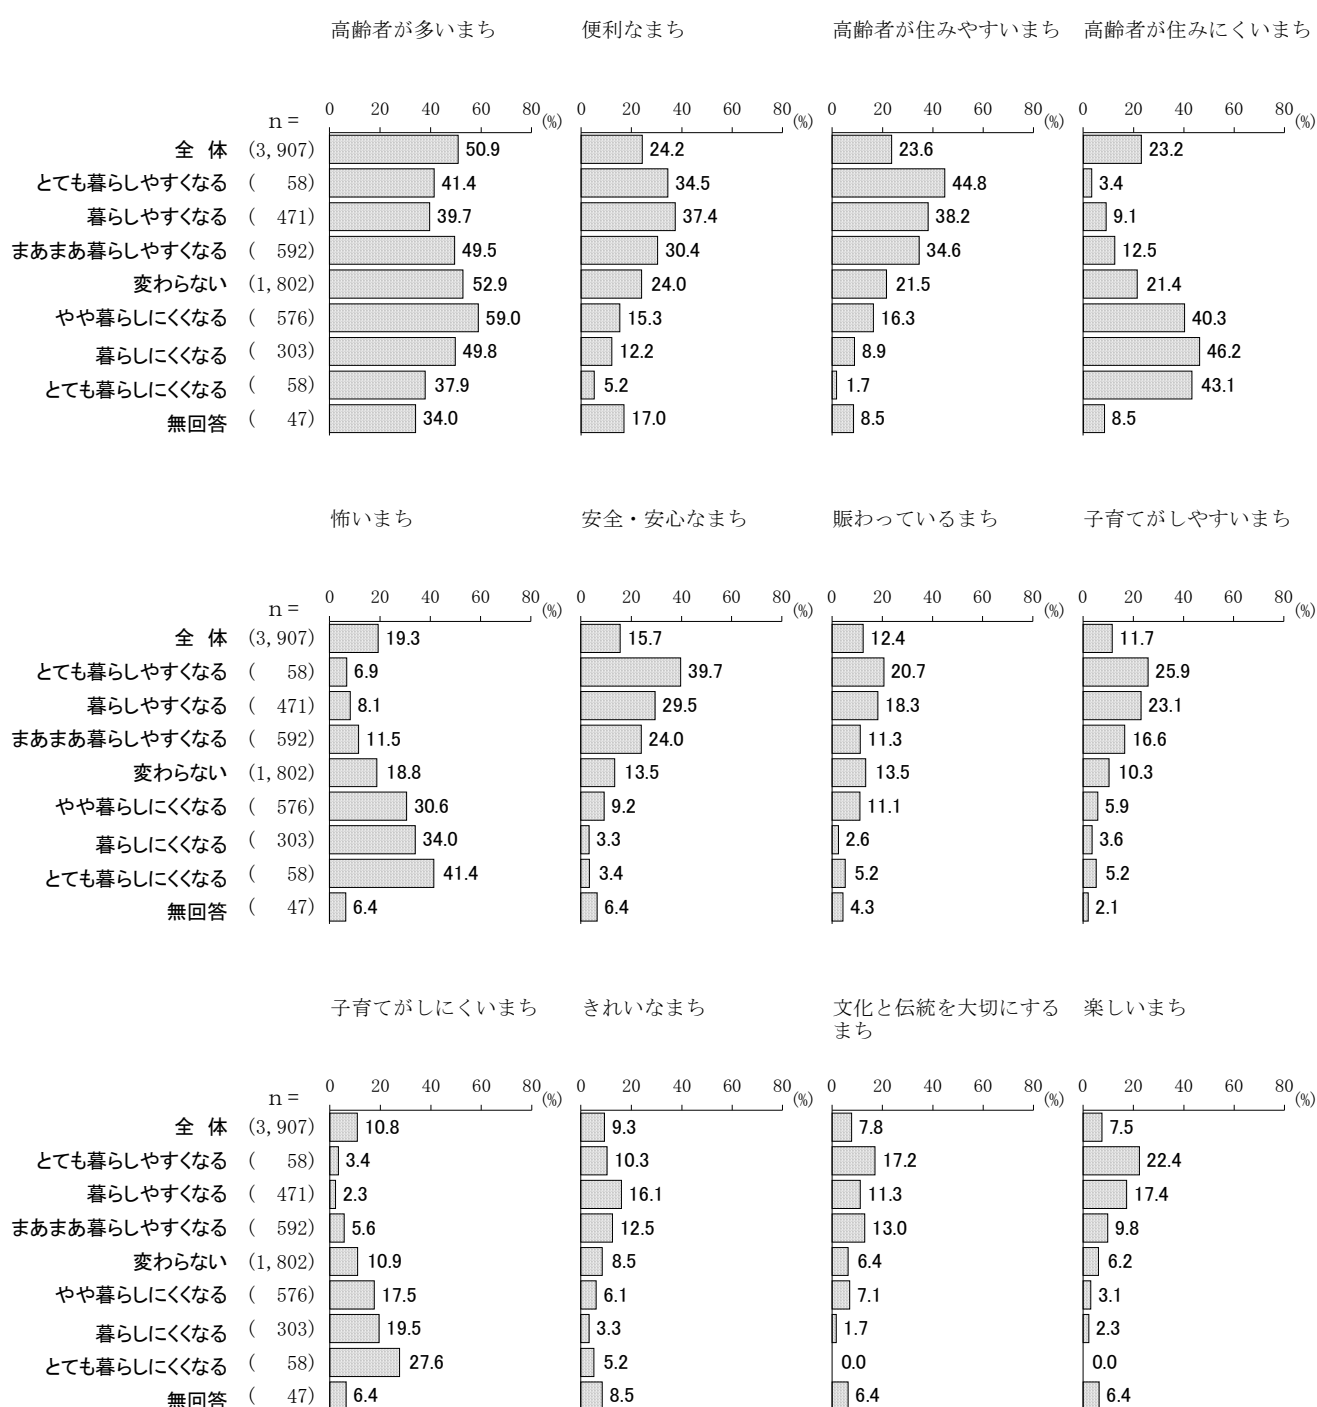 高齢者が多いまち 便利なまち 高齢者が住みやすいまち 高齢者が住みにくいまち
n = 0 20 40 60 80 (%) 0 20 40 60 80 (%) 0 20 40 60 80 (%) 0 20 40 60 80 (%)
全 体 (3,907) 50.9 24.2 23.6 23.2
とても暮らしやすくなる ( 58) 41.4 34.5 44.8 3.4
暮らしやすくなる ( 471) 39.7 37.4 38.2 9.1
まあまあ暮らしやすくなる ( 592) 49.5 30.4 34.6 12.5
変わらない (1,802) 52.9 24.0 21.5 21.4
やや暮らしにくくなる ( 576) 59.0 15.3 16.3 40.3
暮らしにくくなる ( 303) 49.8 12.2 8.9 46.2
とても暮らしにくくなる ( 58) 37.9 5.2 1.7 43.1
無回答 ( 47) 34.0 17.0 8.5 8.5
怖いまち 安全・安心なまち 賑わっているまち 子育てがしやすいまち
n = 0 20 40 60 80 (%) 0 20 40 60 80 (%) 0 20 40 60 80 (%) 0 20 40 60 80 (%)
全 体 (3,907) 19.3 15.7 12.4 11.7
とても暮らしやすくなる ( 58) 6.9 39.7 20.7 25.9
暮らしやすくなる ( 471) 8.1 29.5 18.3 23.1
まあまあ暮らしやすくなる ( 592) 11.5 24.0 11.3 16.6
変わらない (1,802) 18.8 13.5 13.5 10.3
やや暮らしにくくなる ( 576) 30.6 9.2 11.1 5.9
暮らしにくくなる ( 303) 34.0 3.3 2.6 3.6
とても暮らしにくくなる ( 58) 41.4 3.4 5.2 5.2
無回答 ( 47) 6.4 6.4 4.3 2.1
子育てがしにくいまち きれいなまち 文化と伝統を大切にする 楽しいまち
まち
n = 0 20 40 60 80 (%) 0 20 40 60 80 (%) 0 20 40 60 80 (%) 0 20 40 60 80 (%)
全 体 (3,907) 10.8 9.3 7.8 7.5
とても暮らしやすくなる ( 58) 3.4 10.3 17.2 22.4
暮らしやすくなる ( 471) 2.3 16.1 11.3 17.4
まあまあ暮らしやすくなる ( 592) 5.6 12.5 13.0 9.8
変わらない (1,802) 10.9 8.5 6.4 6.2
やや暮らしにくくなる ( 576) 17.5 6.1 7.1 3.1
暮らしにくくなる ( 303) 19.5 3.3 1.7 2.3
とても暮らしにくくなる ( 58) 27.6 5.2 0.0 0.0
無回答 ( 47) 6.4 8.5 6.4 6.4